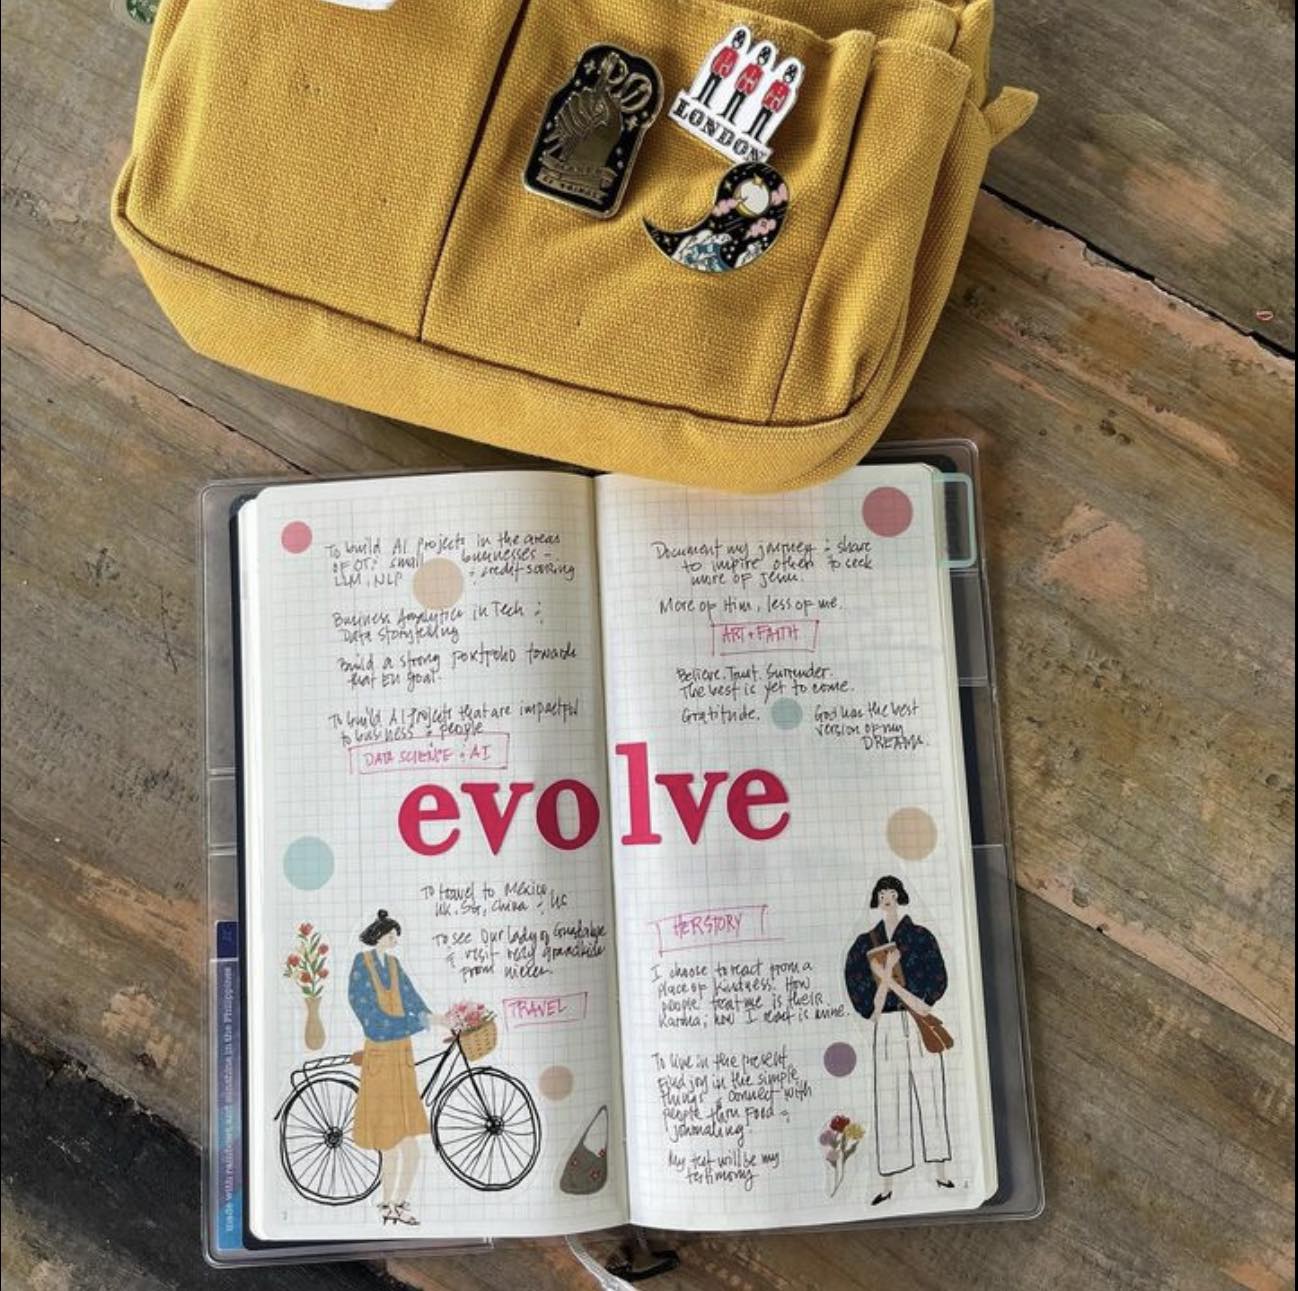 LONDON
To build AI Projects in the areas
OF OT: small businesses –
LLM, NLP : credit scoring
Business Analytics in Tech :
Data storytelling
Build a strong portfolio towards
that goal.
To build AI Projects that are impactful
to business : people
DATA SCIENCE : AI
evolve
To travel to Mexico,
UK, SG, China : US
To see Our Lady of Guadalupe
: visit my grandkids
from nieces.
TRAVEL
Document my journey : share
to inspire others to seek
more of Jesus.
More of Him, less of me.
ART + FAITH
Believe. Trust. Surrender.
The best is yet to come.
Gratitude.
God has the best
version of my
DREAMS.
HERSTORY
I choose to react from a
place of kindness. How
people treat me is their
Karma; how I react is mine.
To live in the present
Find joy in the simple
things : connect with
people thru Food :
journaling.
My test will be my
testimony
made with rainbows and sunshine in the Philippines